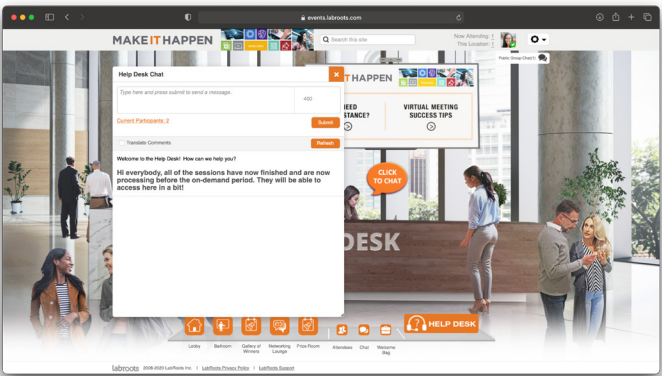 events.labroots.com
MAKE IT HAPPEN
Search this site
Now Attending: 1
This Location: 1
Public Group Chat
Help Desk Chat
Type here and press submit to send a message.
480
Current Participants: 2
Submit
Translate Comments
Refresh
Welcome to the Help Desk! How can we help you?
Hi everybody, all of the sessions have now finished and are now
processing before the on-demand period. They will be able to
access here in a bit!
T HAPPEN
VIRTUAL MEETING
SUCCESS TIPS
CLICK
TO CHAT
DESK
HELP DESK
Lobby
Ballroom
Gallery of
Winners
Networking
Lounge
Prize Room
Attendees
Chat
Welcome
Bag
labroots 2008-2020 LabRoots Inc. | LabRoots Privacy Policy | LabRoots Support